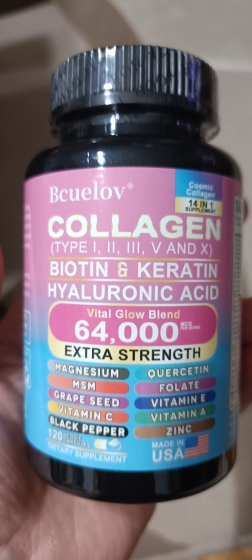 Bcuelov®
Cosmic
Collagen
14 IN 1
SUPPLEMENT
COLLAGEN
(TYPE I, II, III, V AND X)
BIOTIN & KERATIN
HYALURONIC ACID
Vital Glow Blend
64,000 MCG
EXTRA STRENGTH
MAGNESIUM QUERCETIN
MSM FOLATE
GRAPE SEED VITAMIN E
VITAMIN C VITAMIN A
BLACK PEPPER ZINC
120
DIETARY SUPPLEMENT
MADE IN
USA